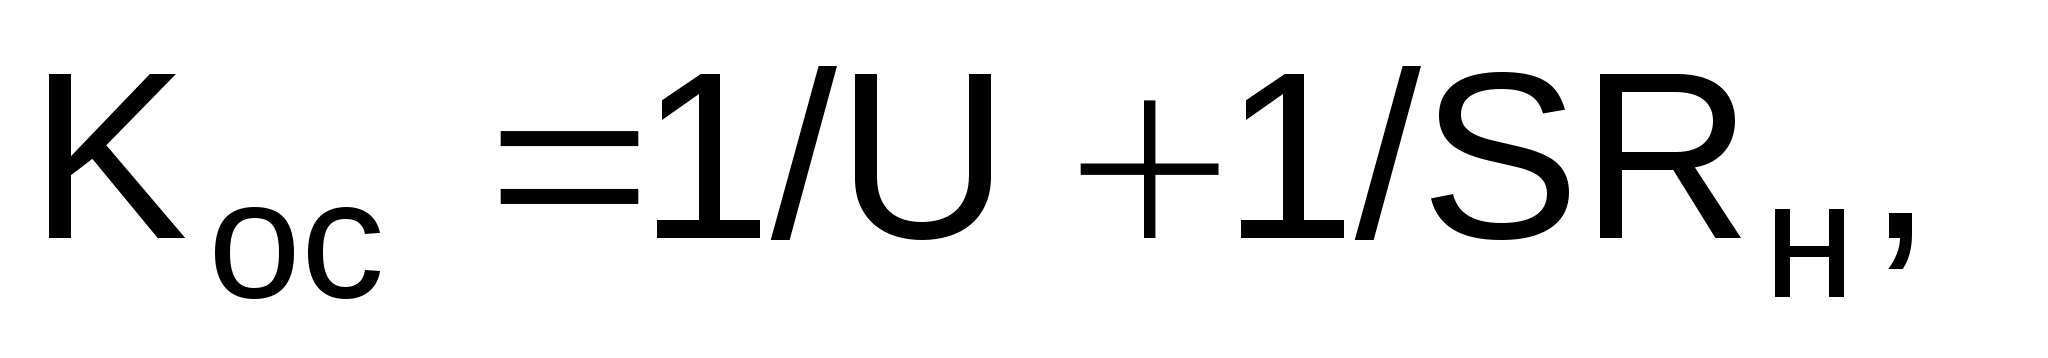 Kос =1/U +1/SRн,